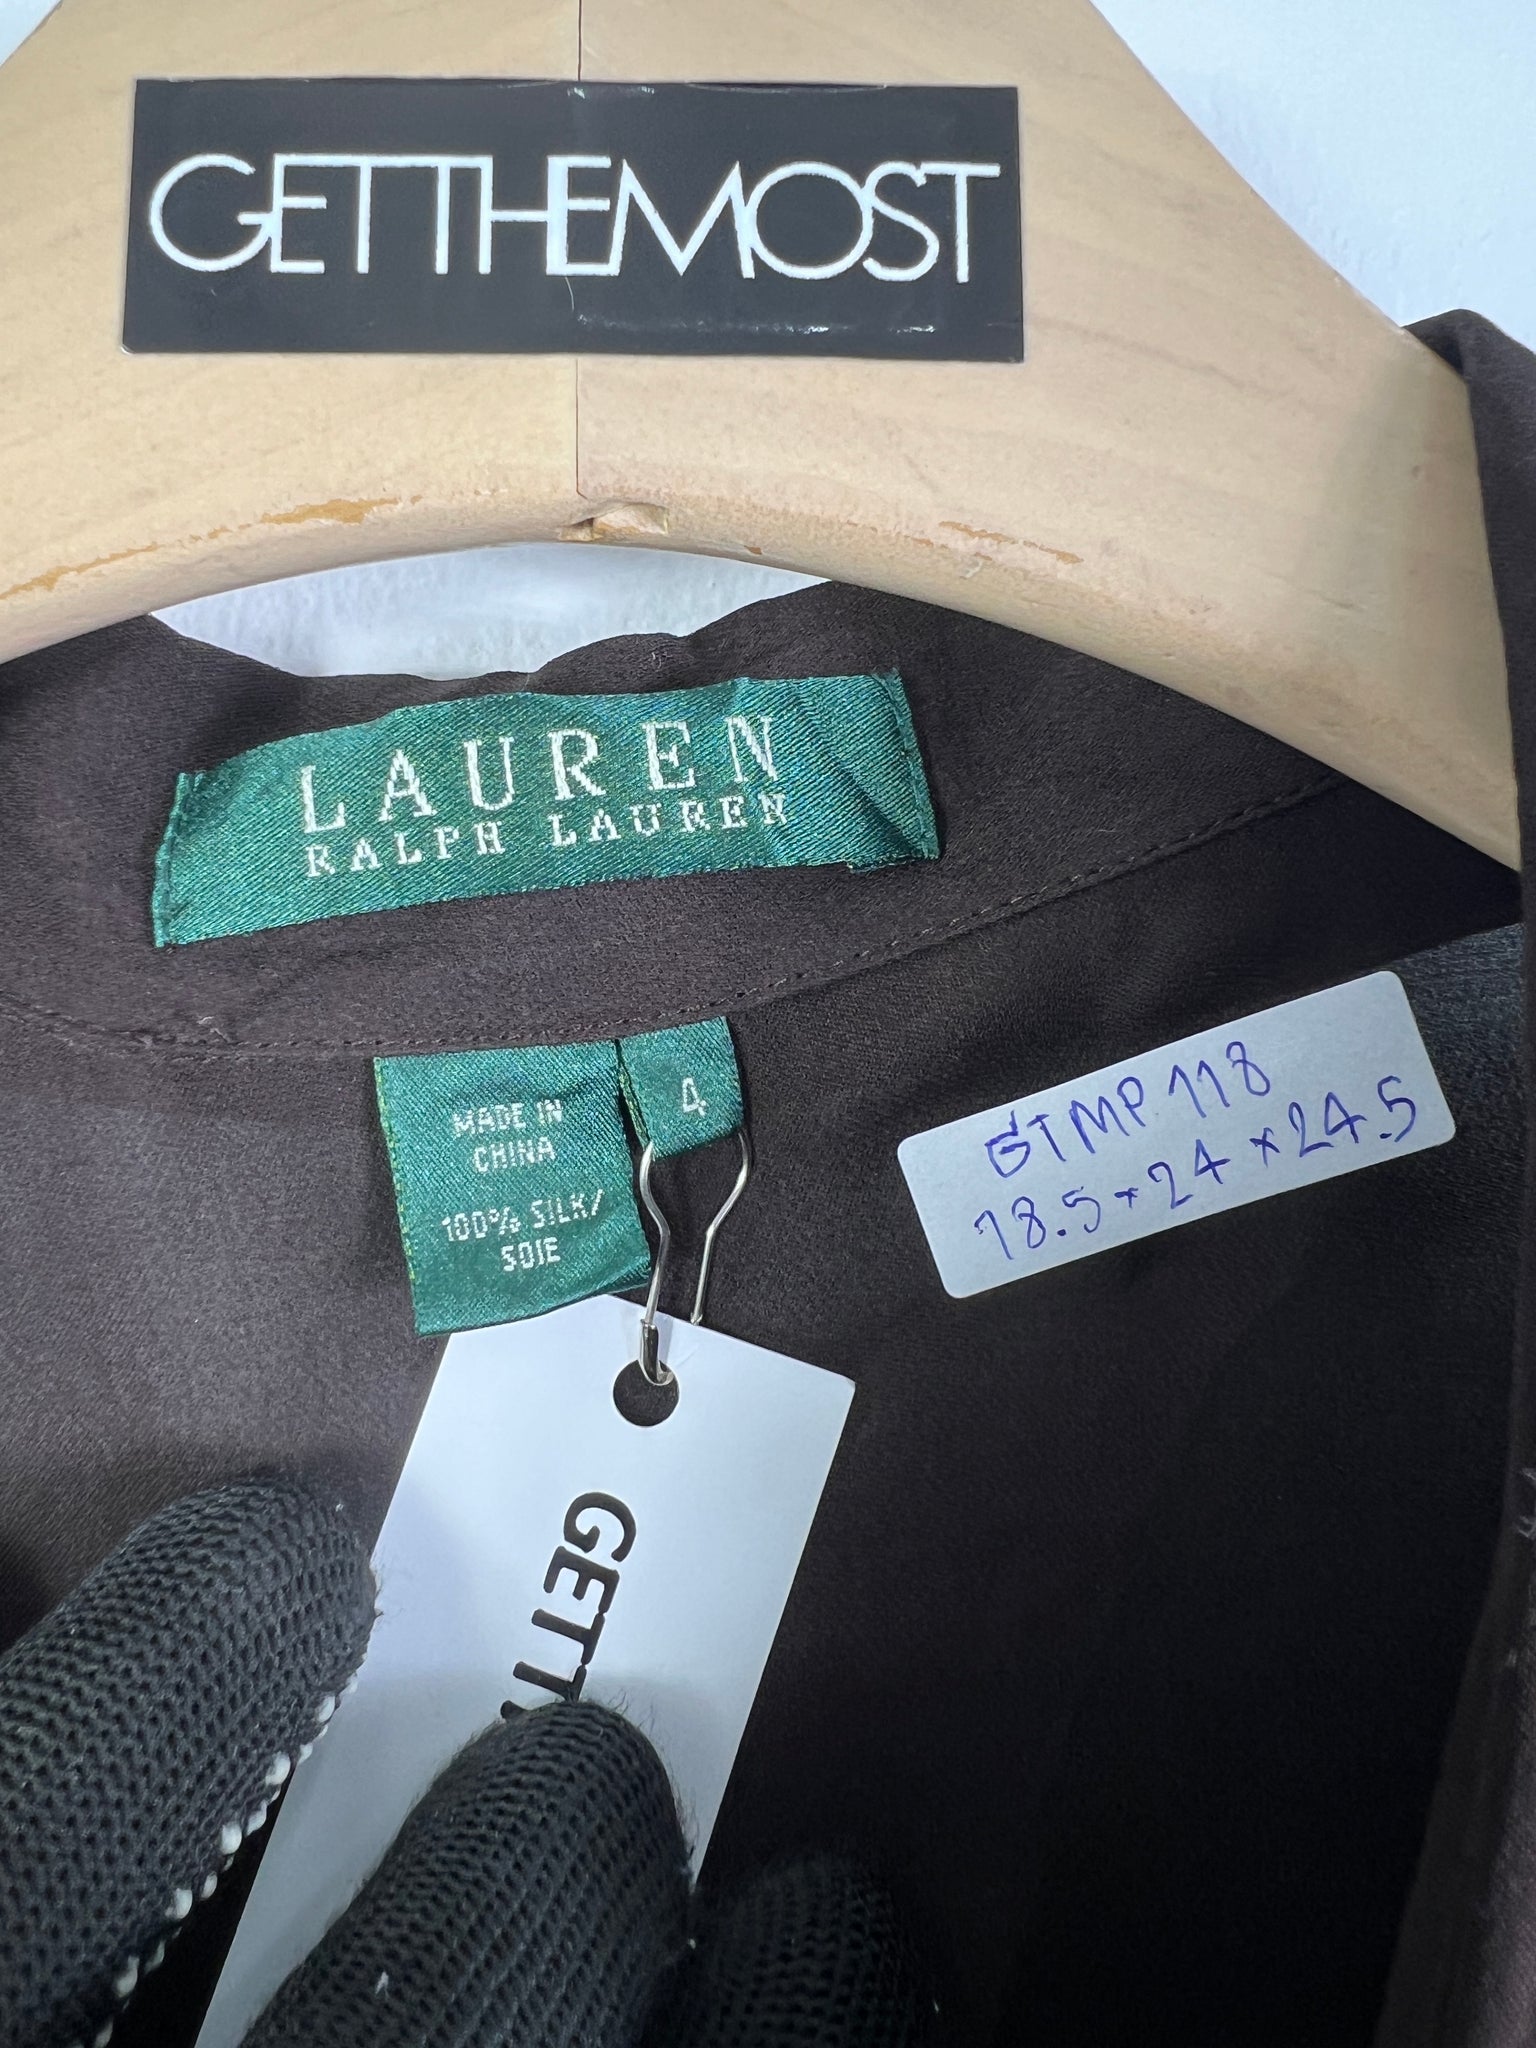 GETTHEMOST
LAUREN
RALPH LAUREN
MADE IN
CHINA
100% SILK/
SOIE
4
GTMP 118
18.5 × 24 × 24.5
GETT